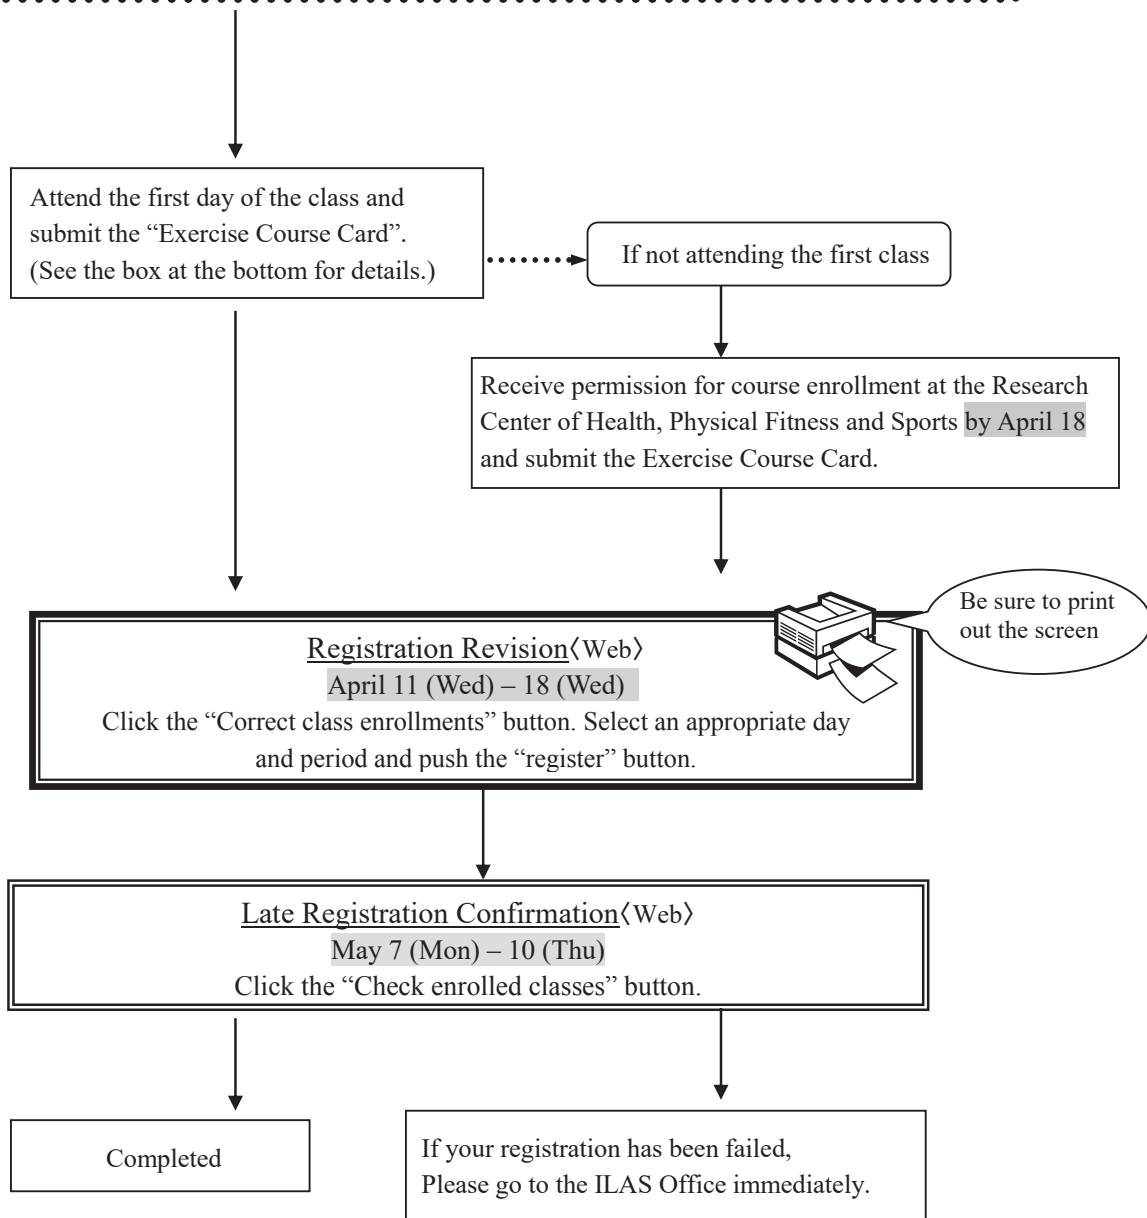 Attend the first day of the class and
submit the “Exercise Course Card”.
(See the box at the bottom for details.)
If not attending the first class
Receive permission for course enrollment at the Research
Center of Health, Physical Fitness and Sports by April 18
and submit the Exercise Course Card.
Be sure to print
out the screen
Registration Revision〈Web〉
April 11 (Wed) – 18 (Wed)
Click the “Correct class enrollments” button. Select an appropriate day
and period and push the “register” button.
Late Registration Confirmation〈Web〉
May 7 (Mon) – 10 (Thu)
Click the “Check enrolled classes” button.
Completed
If your registration has been failed,
Please go to the ILAS Office immediately.